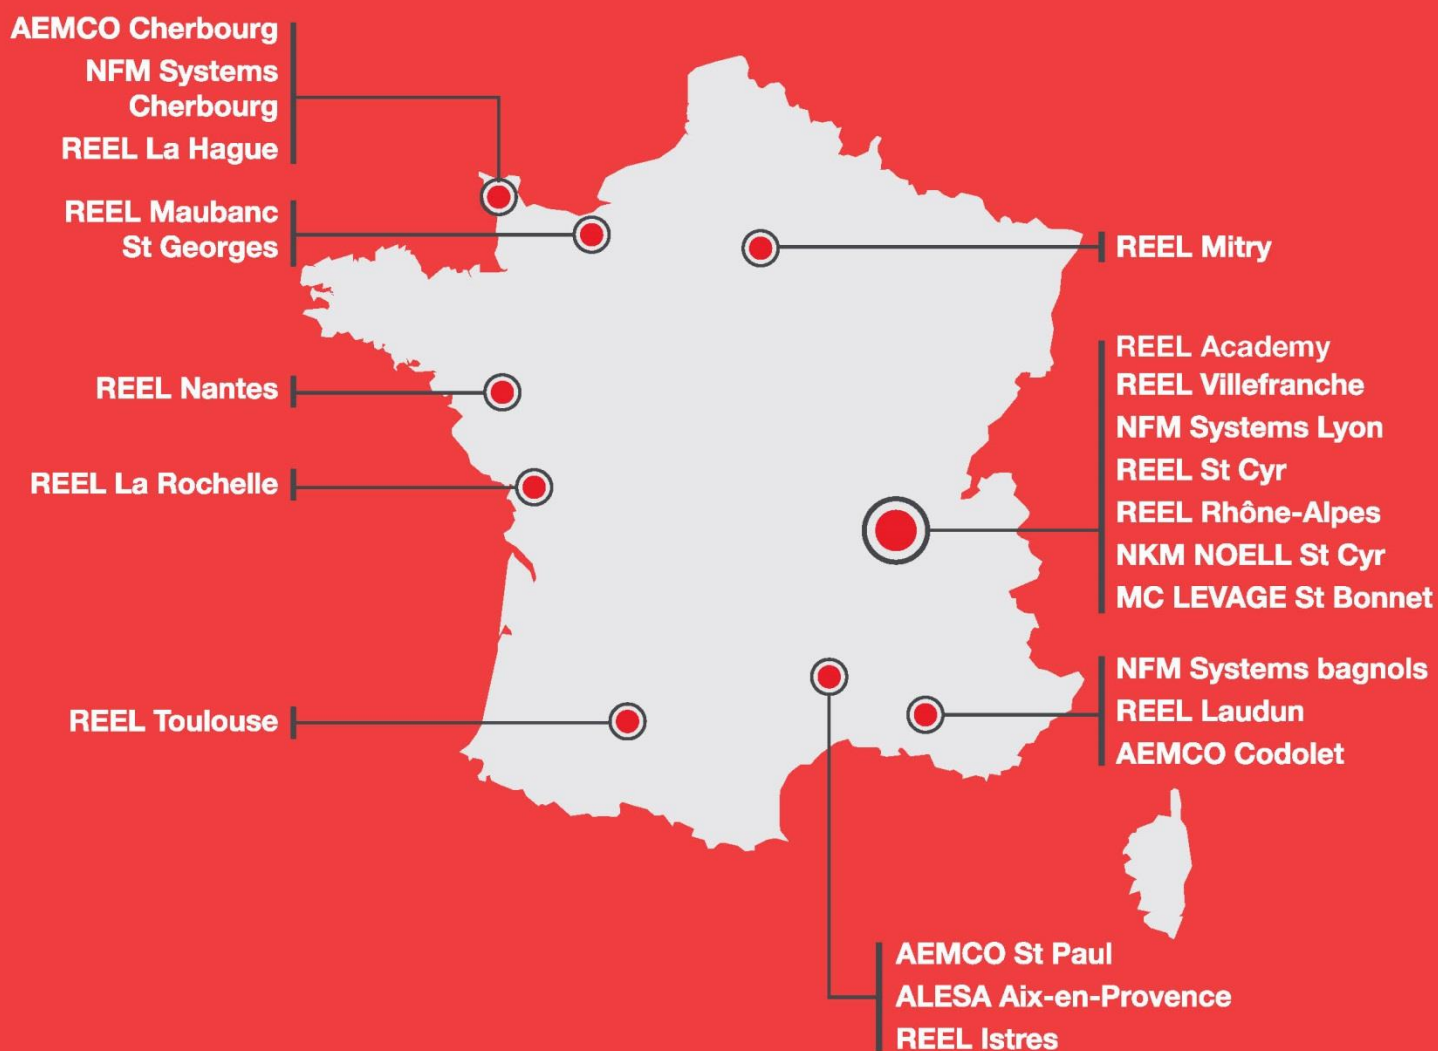 AEMCO Cherbourg
NFM Systems
Cherbourg
REEL La Hague
REEL Maubanc
St Georges
REEL Nantes
REEL La Rochelle
REEL Toulouse
REEL Mitry
REEL Academy
REEL Villefranche
NFM Systems Lyon
REEL St Cyr
REEL Rhône-Alpes
NKM NOELL St Cyr
MC LEVAGE St Bonnet
NFM Systems bagnols
REEL Laudun
AEMCO Codolet
AEMCO St Paul
ALESA Aix-en-Provence
REEL Istres